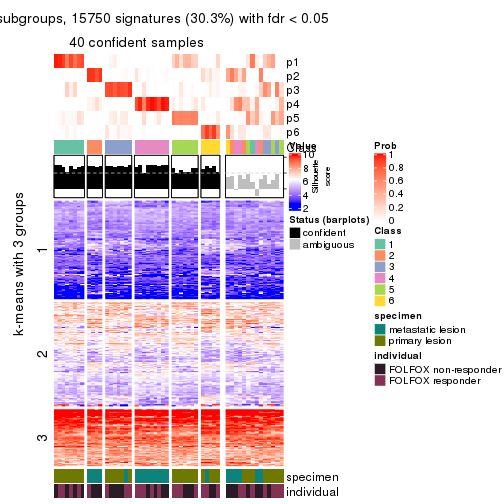 subgroups, 15750 signatures (30.3%) with fdr < 0.05
40 confident samples
p1
p2
p3
p4
p5
p6
Class
k-means with 3 groups
1
2
3
specimen
individual
Value
10
8
6
4
2
Silhouette
score
Status (barplots)
confident
ambiguous
Prob
1
0.8
0.6
0.4
0.2
0
Class
1
2
3
4
5
6
specimen
metastatic lesion
primary lesion
individual
FOLFOX non-responder
FOLFOX responder